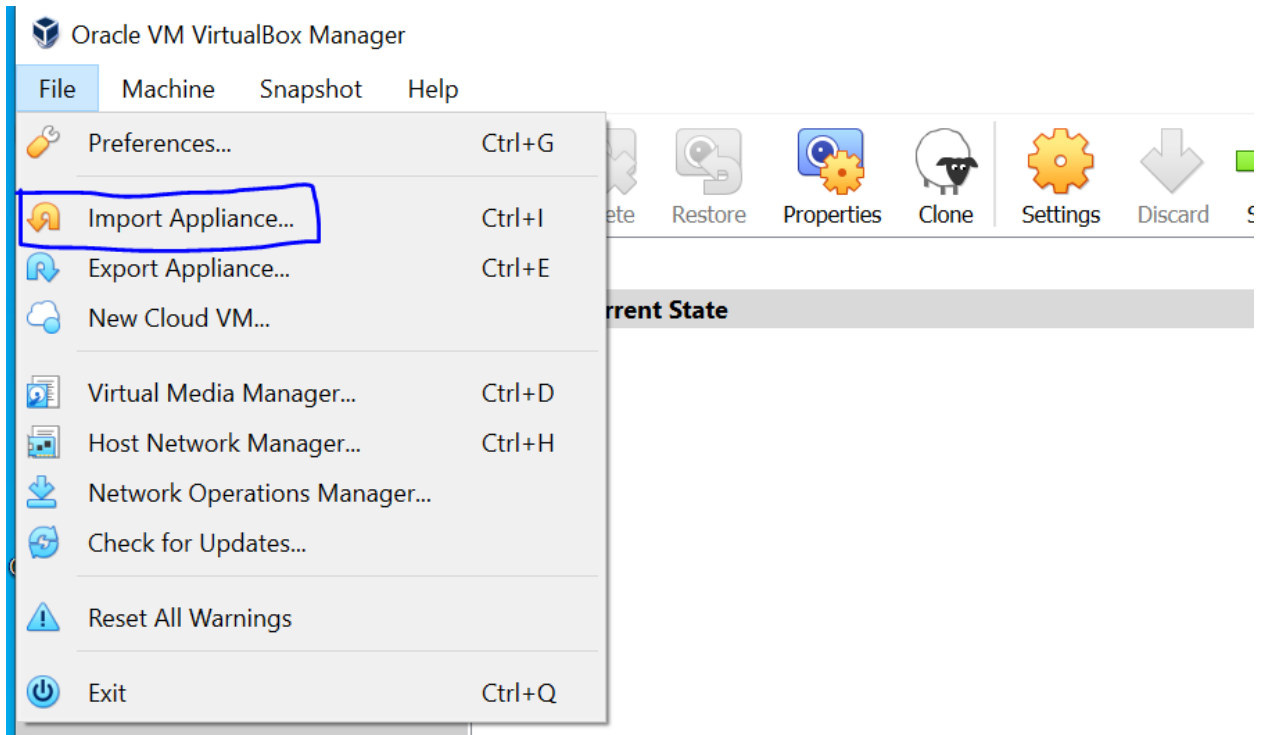 Oracle VM VirtualBox Manager
File Machine Snapshot Help
Preferences... Ctrl+G
Import Appliance... Ctrl+I
Export Appliance... Ctrl+E
New Cloud VM...
Virtual Media Manager... Ctrl+D
Host Network Manager... Ctrl+H
Network Operations Manager...
Check for Updates...
Reset All Warnings
Exit Ctrl+Q
ete Restore Properties Clone Settings Discard S
rrent State